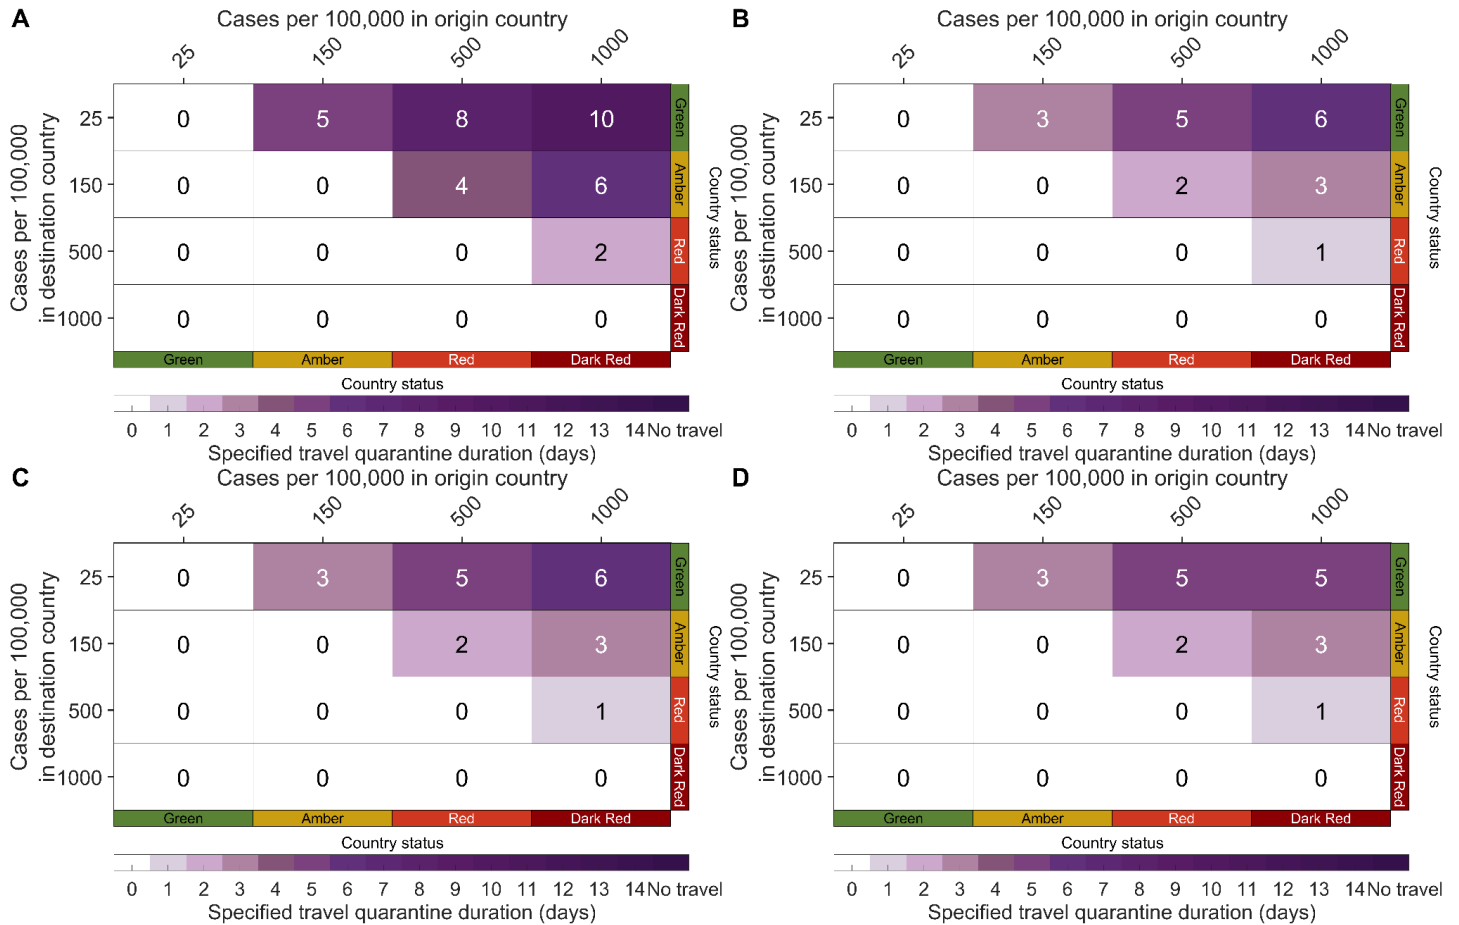 A
Cases per 100,000 in origin country
25 150 500 1000
Cases per 100,000
in destination country
25 0 5 8 10 Green
150 0 0 4 6 Amber
500 0 0 0 2 Red
1000 0 0 0 0 Dark Red
Country status
Green Amber Red Dark Red
Country status
0 1 2 3 4 5 6 7 8 9 10 11 12 13 14 No travel
Specified travel quarantine duration (days)
B
Cases per 100,000 in origin country
25 150 500 1000
Cases per 100,000
in destination country
25 0 3 5 6 Green
150 0 0 2 3 Amber
500 0 0 0 1 Red
1000 0 0 0 0 Dark Red
Country status
Green Amber Red Dark Red
Country status
0 1 2 3 4 5 6 7 8 9 10 11 12 13 14 No travel
Specified travel quarantine duration (days)
C
Cases per 100,000 in origin country
25 150 500 1000
Cases per 100,000
in destination country
25 0 3 5 6 Green
150 0 0 2 3 Amber
500 0 0 0 1 Red
1000 0 0 0 0 Dark Red
Country status
Green Amber Red Dark Red
Country status
0 1 2 3 4 5 6 7 8 9 10 11 12 13 14 No travel
Specified travel quarantine duration (days)
D
Cases per 100,000 in origin country
25 150 500 1000
Cases per 100,000
in destination country
25 0 3 5 5 Green
150 0 0 2 3 Amber
500 0 0 0 1 Red
1000 0 0 0 0 Dark Red
Country status
Green Amber Red Dark Red
Country status
0 1 2 3 4 5 6 7 8 9 10 11 12 13 14 No travel
Specified travel quarantine duration (days)